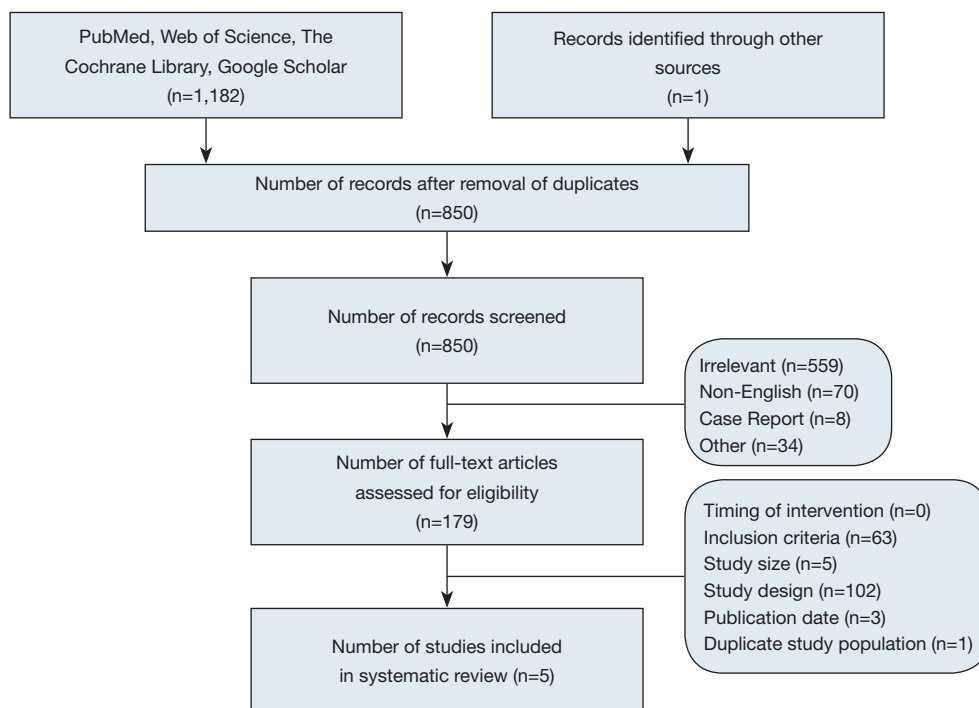 PubMed, Web of Science, The
Cochrane Library, Google Scholar
(n=1,182)
Records identified through other
sources
(n=1)
Number of records after removal of duplicates
(n=850)
Number of records screened
(n=850)
Irrelevant (n=559)
Non-English (n=70)
Case Report (n=8)
Other (n=34)
Number of full-text articles
assessed for eligibility
(n=179)
Timing of intervention (n=0)
Inclusion criteria (n=63)
Study size (n=5)
Study design (n=102)
Publication date (n=3)
Duplicate study population (n=1)
Number of studies included
in systematic review (n=5)